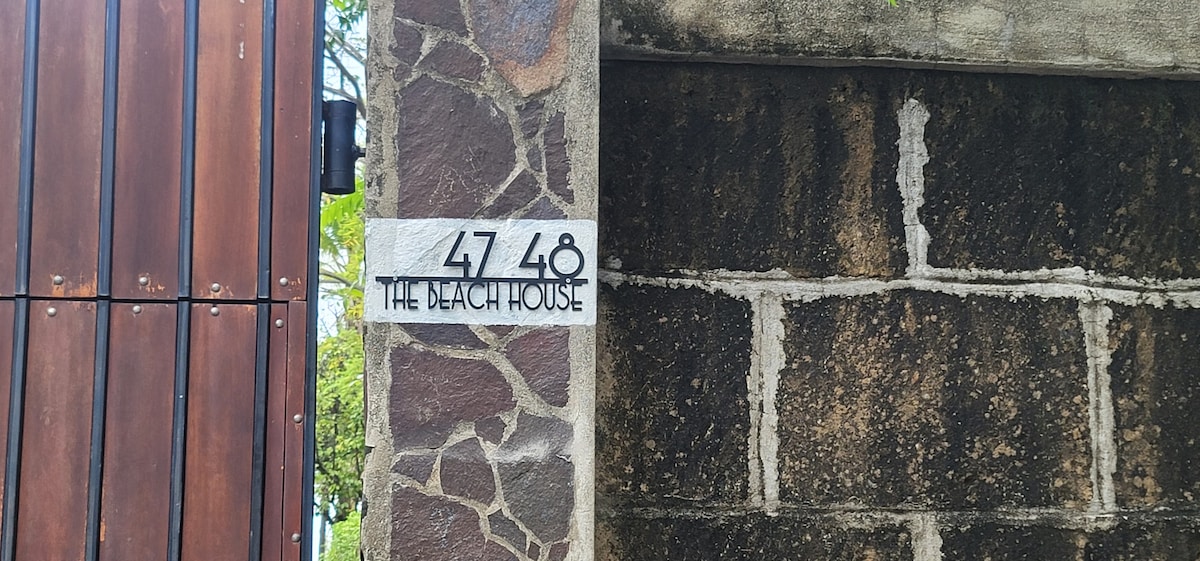 47 48
THE BEACH HOUSE